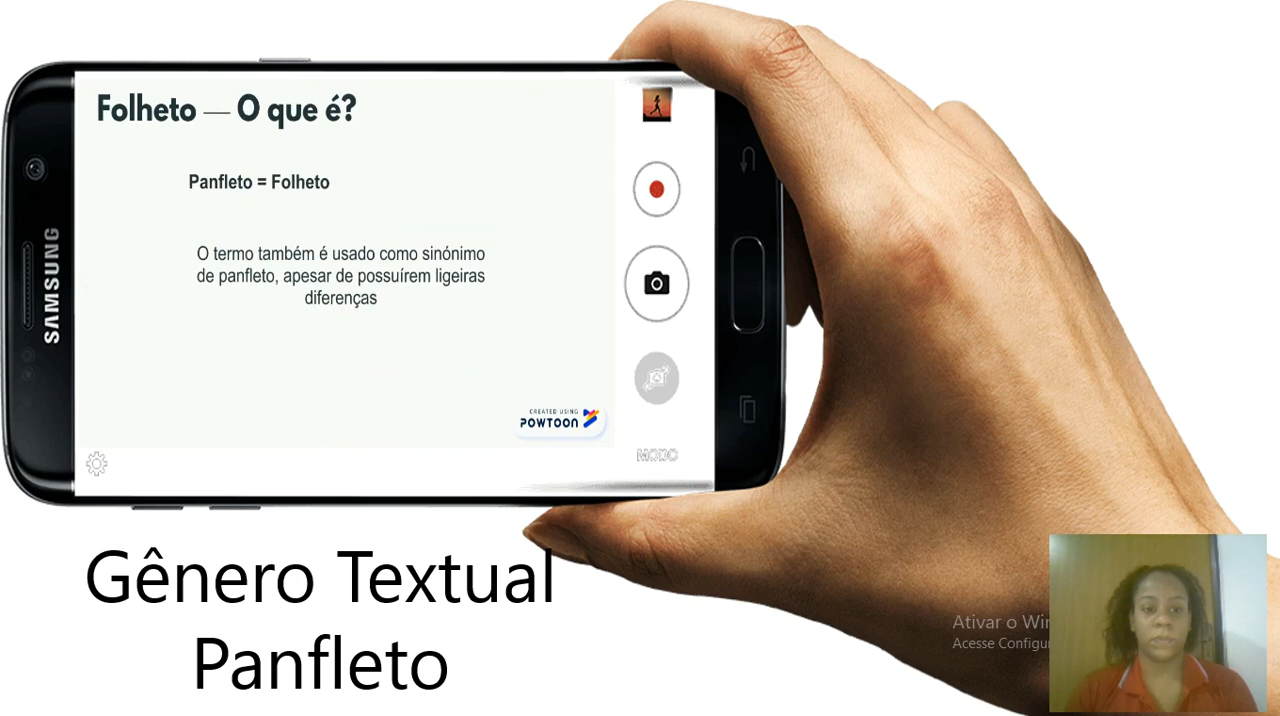 Folheto — O que é?
Panfleto = Folheto
O termo também é usado como sinónimo
de panfleto, apesar de possuírem ligeiras
diferenças
CREATED USING
POWTOON
MODO
SAMSUNG
Gênero Textual
Panfleto
Ativar o Win
Acesse Configu